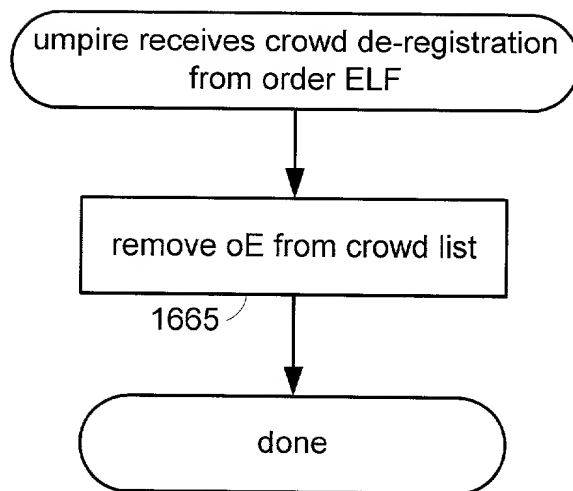 umpire receives crowd de-registration
from order ELF
remove oE from crowd list
1665
done